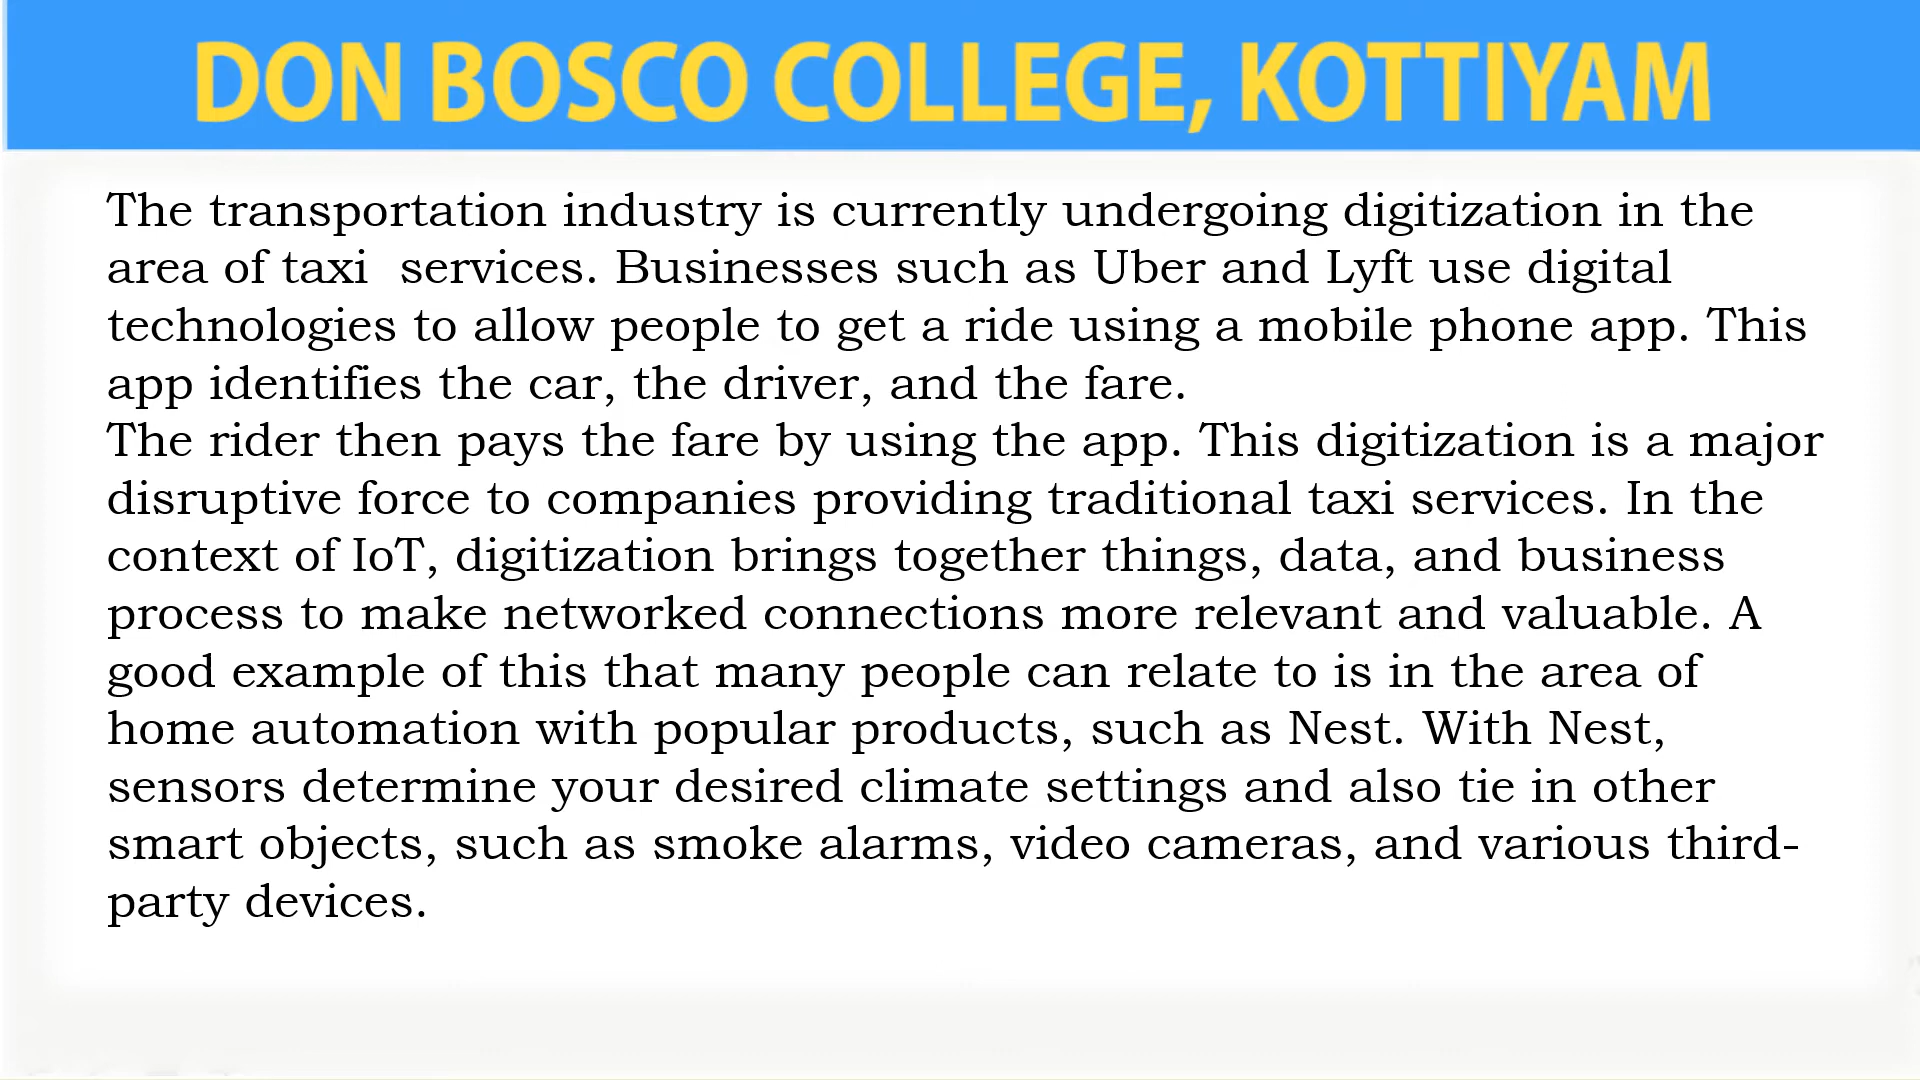 DON BOSCO COLLEGE, KOTTIYAM
The transportation industry is currently undergoing digitization in the
area of taxi  services. Businesses such as Uber and Lyft use digital
technologies to allow people to get a ride using a mobile phone app. This
app identifies the car, the driver, and the fare.
The rider then pays the fare by using the app. This digitization is a major
disruptive force to companies providing traditional taxi services. In the
context of IoT, digitization brings together things, data, and business
process to make networked connections more relevant and valuable. A
good example of this that many people can relate to is in the area of
home automation with popular products, such as Nest. With Nest,
sensors determine your desired climate settings and also tie in other
smart objects, such as smoke alarms, video cameras, and various third-
party devices.